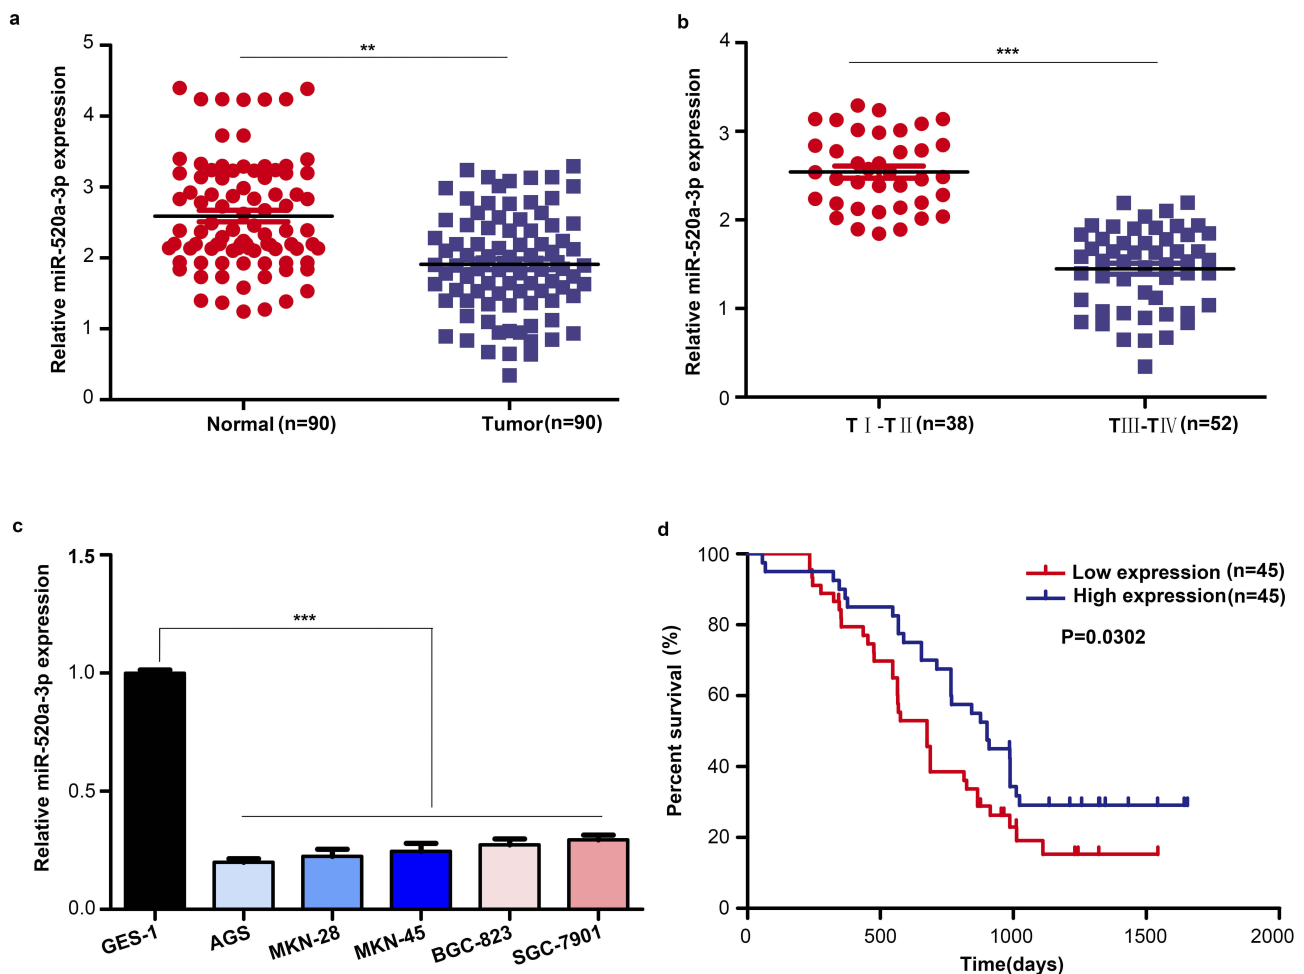 a
Relative miR-520a-3p expression
5
4
3
2
1
0
**
Normal (n=90)
Tumor(n=90)
b
Relative miR-520a-3p expression
4
3
2
1
0
***
TⅠ-TⅡ(n=38)
TⅢ-TⅣ(n=52)
c
Relative miR-520a-3p expression
1.5
1.0
0.5
0.0
***
GES-1
AGS
MKN-28
MKN-45
BGC-823
SGC-7901
d
Percent survival (%)
100
80
60
40
20
0
Low expression (n=45)
High expression (n=45)
P=0.0302
0
500
1000
1500
2000
Time(days)